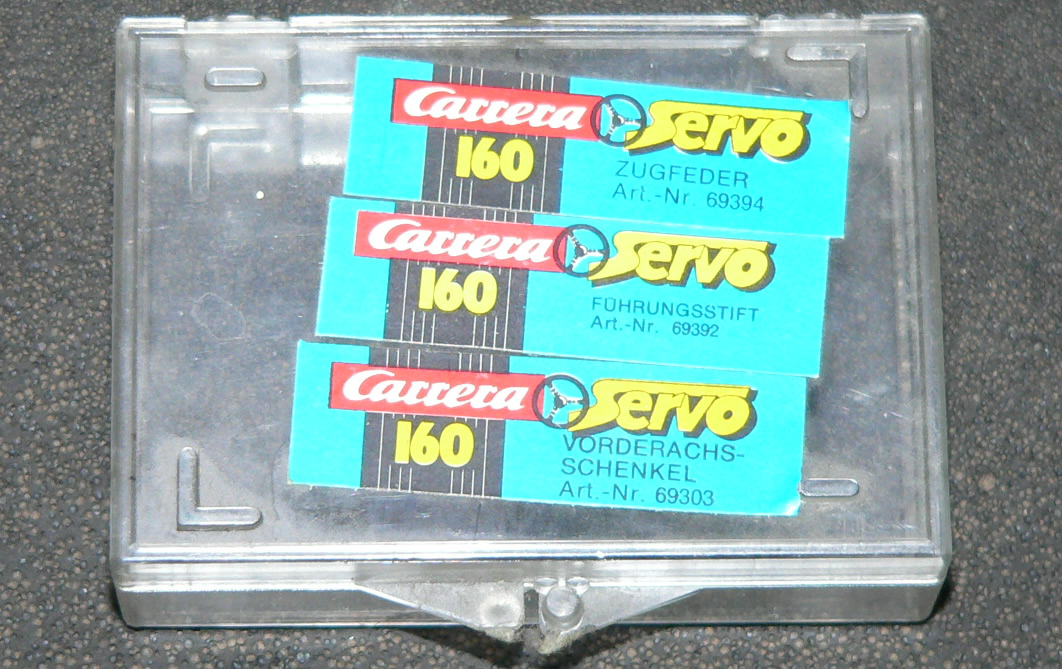 Carrera Servo
160
ZUGFEDER
Art.-Nr. 69394
Carrera Servo
160
FÜHRUNGSSTIFT
Art.-Nr. 69392
Carrera Servo
160
VORDERACHS-
SCHENKEL
Art.-Nr. 69303